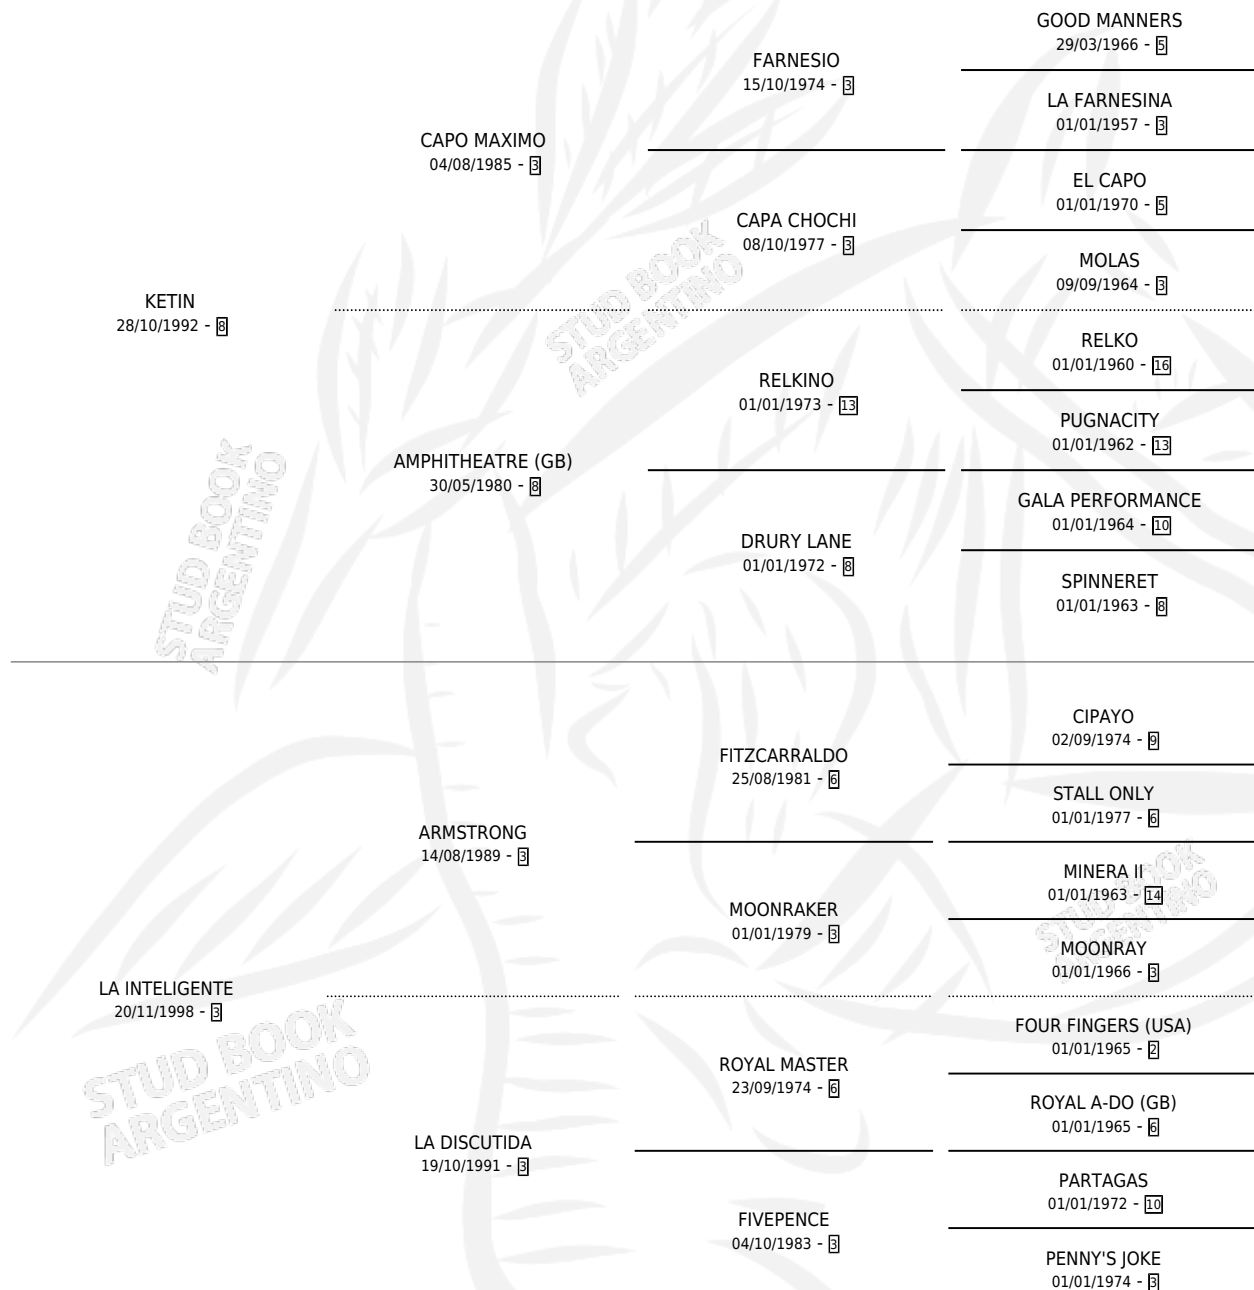 GOOD MANNERS
29/03/1966 - 5
FARNESIO
15/10/1974 - 3
LA FARNESINA
01/01/1957 - 3
CAPO MAXIMO
04/08/1985 - 3
EL CAPO
01/01/1970 - 5
CAPA CHOCHI
08/10/1977 - 3
MOLAS
09/09/1964 - 3
KETIN
28/10/1992 - 8
RELKO
01/01/1960 - 16
RELKINO
01/01/1973 - 13
PUGNACITY
01/01/1962 - 13
AMPHITHEATRE (GB)
30/05/1980 - 8
GALA PERFORMANCE
01/01/1964 - 10
DRURY LANE
01/01/1972 - 8
SPINNERET
01/01/1963 - 8
STUD BOOK
ARGENTINO
STUD BOOK
ARGENTINO
CIPAYO
02/09/1974 - 9
FITZCARRALDO
25/08/1981 - 6
STALL ONLY
01/01/1977 - 6
ARMSTRONG
14/08/1989 - 3
MINERA II
01/01/1963 - 14
MOONRAKER
01/01/1979 - 3
MOONRAY
01/01/1966 - 3
STUD BOOK
ARGENTINO
LA INTELIGENTE
20/11/1998 - 3
FOUR FINGERS (USA)
01/01/1965 - 2
ROYAL MASTER
23/09/1974 - 6
ROYAL A-DO (GB)
01/01/1965 - 6
STUD BOOK
ARGENTINO
LA DISCUTIDA
19/10/1991 - 3
PARTAGAS
01/01/1972 - 10
FIVEPENCE
04/10/1983 - 3
PENNY'S JOKE
01/01/1974 - 3